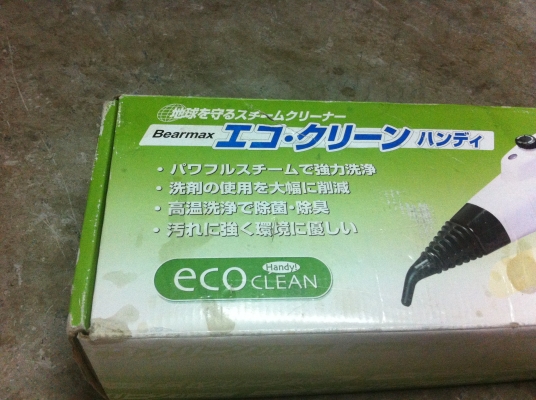 地球を守るスチームクリーナー
Bearmax エコ・クリーン ハンディ
・パワフルスチームで強力洗浄
・洗剤の使用を大幅に削減
・高温洗浄で除菌・除臭
・汚れに強く環境に優しい
Handy!
eco CLEAN